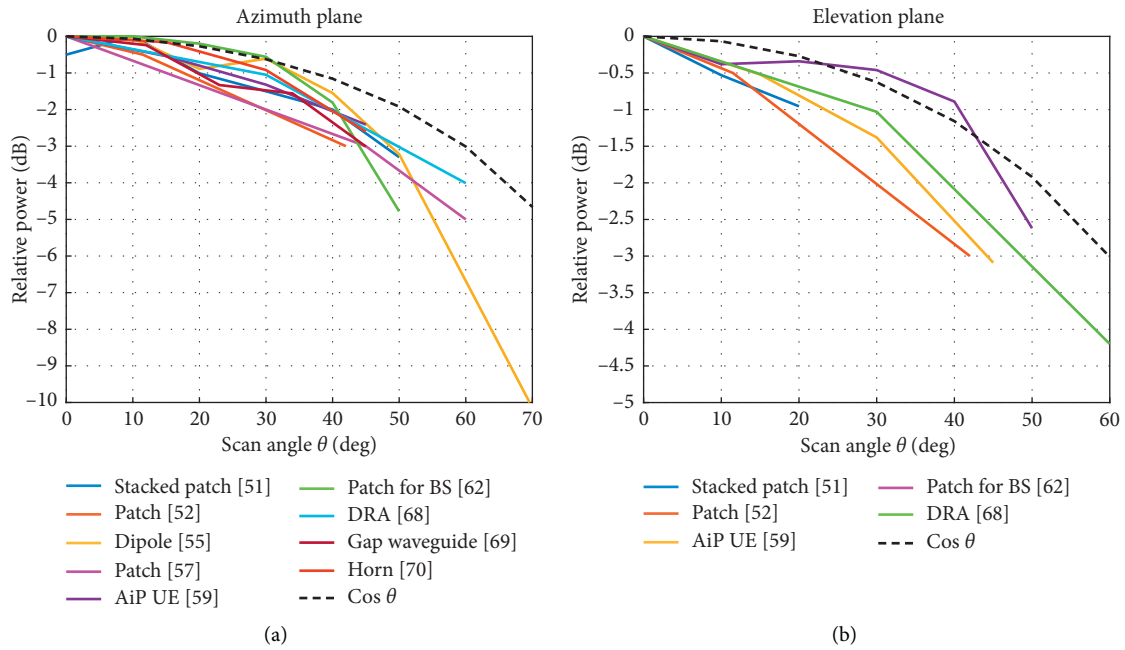 Azimuth plane
0
−1
−2
−3
−4
−5
−6
−7
−8
−9
−10
Relative power (dB)
0 10 20 30 40 50 60 70
Scan angle θ (deg)
Stacked patch [51]
Patch [52]
Dipole [55]
Patch [57]
AiP UE [59]
Patch for BS [62]
DRA [68]
Gap waveguide [69]
Horn [70]
Cos θ
(a)
Elevation plane
0
−0.5
−1
−1.5
−2
−2.5
−3
−3.5
−4
−4.5
−5
Relative power (dB)
0 10 20 30 40 50 60
Scan angle θ (deg)
Stacked patch [51]
Patch [52]
AiP UE [59]
Patch for BS [62]
DRA [68]
Cos θ
(b)